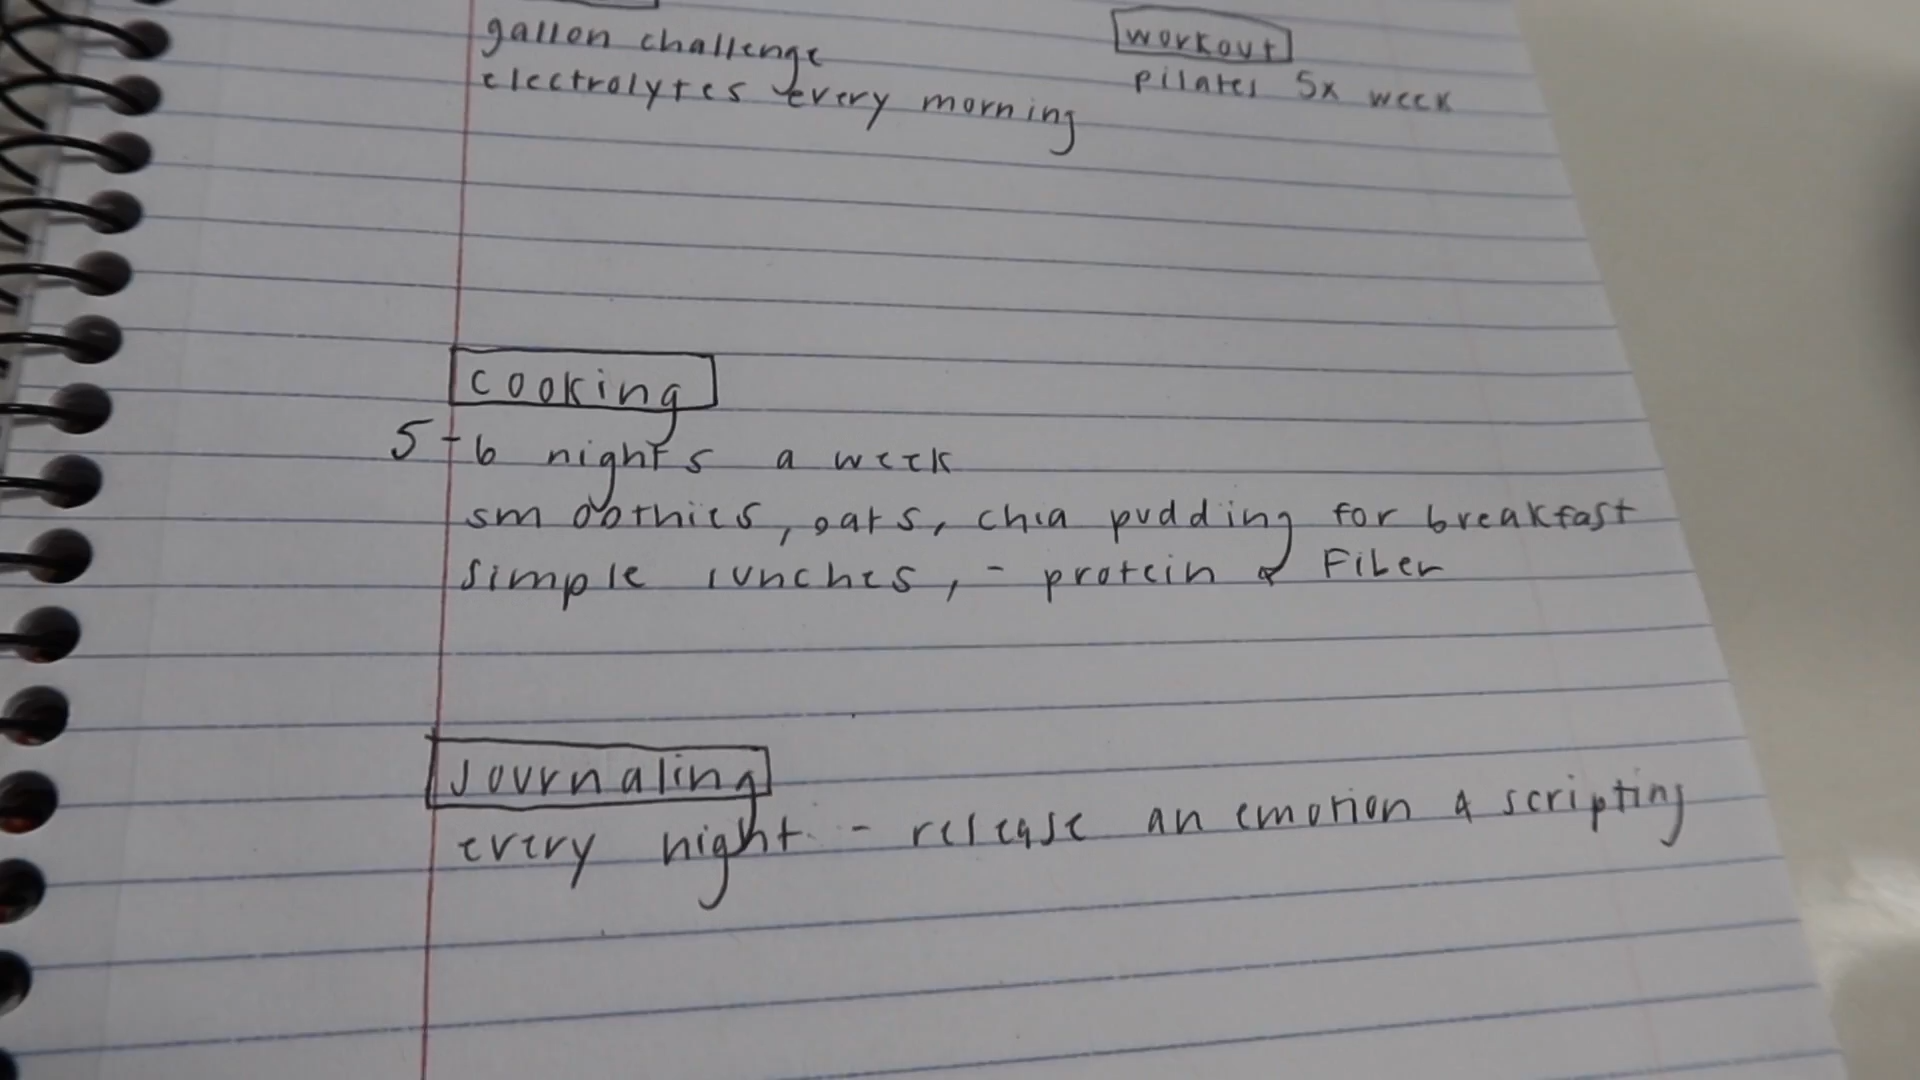 gallon challenge
electrolytes every morning
workout
pilates 5x week
cooking
5-6 nights a week
smoothies, oats, chia pudding for breakfast
simple lunches, - protein & Fiber
Journaling
every night - release an emotion & scripting